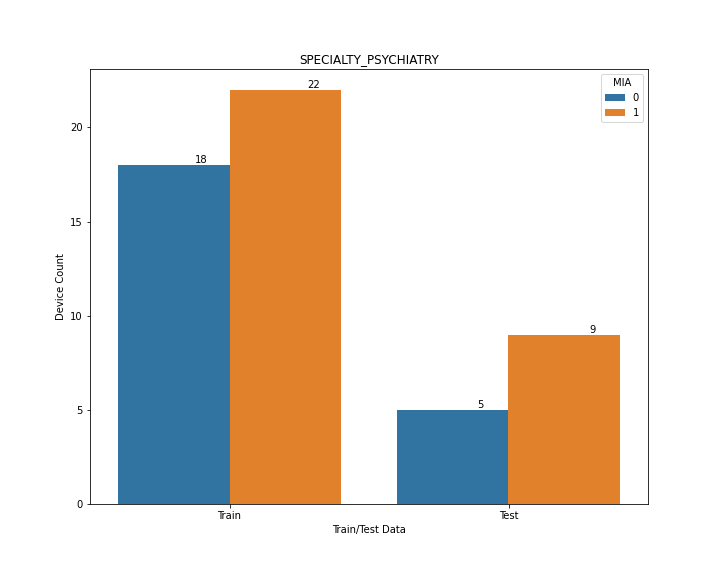 SPECIALTY_PSYCHIATRY
MIA
0
1
22
18
9
5
20
15
10
5
0
Device Count
Train
Test
Train/Test Data